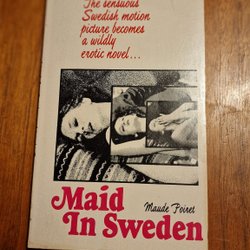 The sensuous
Swedish motion
picture becomes
a wildly
erotic novel...
Maid
In Sweden
Maude Poiret